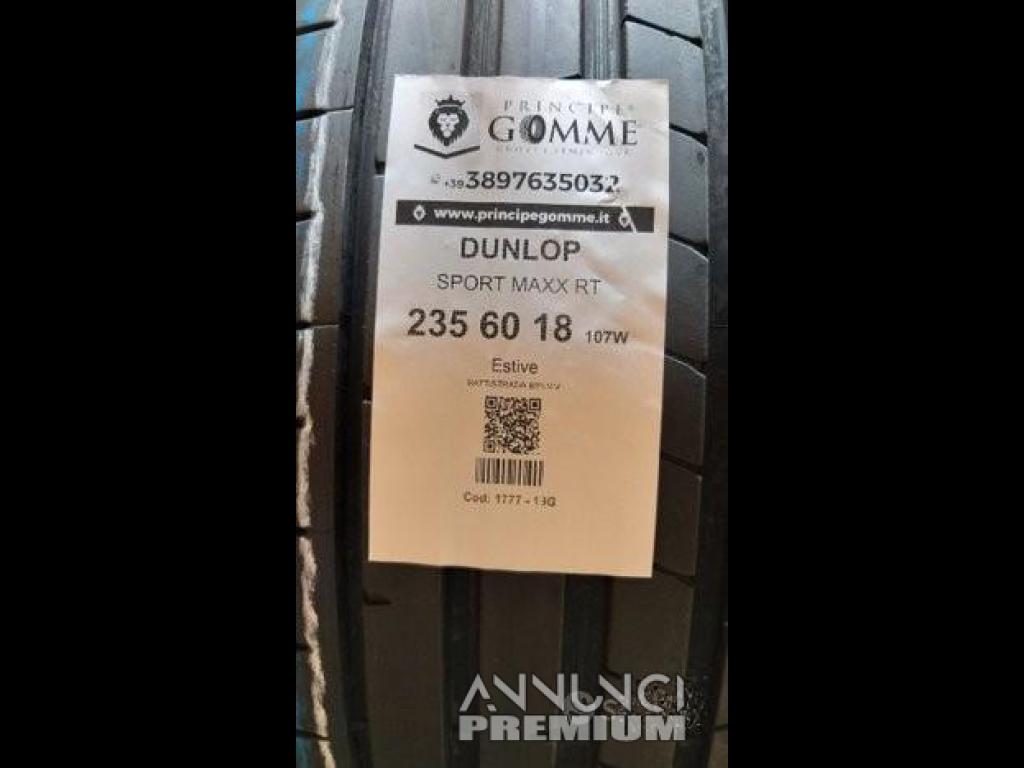 PRINCIPE
GOMME
+39 3897635032
www.principegomme.it
DUNLOP
SPORT MAXX RT
235 60 18 107W
Estive
BATTISTRADA
Cod: 1777 - 13G
ANNUNCI
PREMIUM